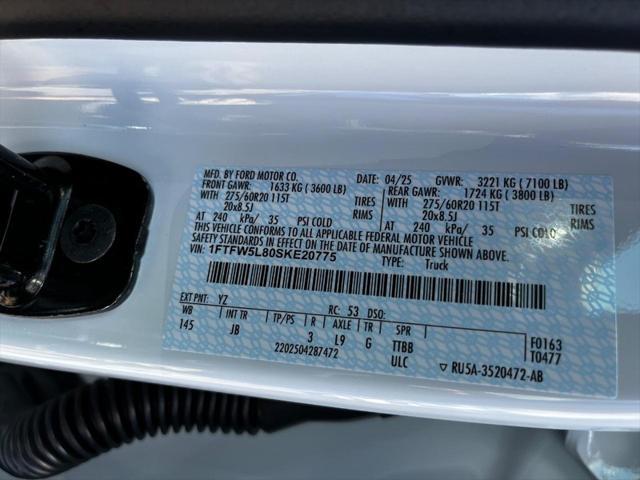 MFD. BY FORD MOTOR CO.
DATE: 04/25 GVWR: 3221 KG ( 7100 LB)
FRONT GAWR: 1633 KG ( 3600 LB)
REAR GAWR: 1724 KG ( 3800 LB)
WITH 275/60R20 115T TIRES
WITH 275/60R20 115T TIRES
20x8.5J RIMS
20x8.5J RIMS
AT 240 kPa/ 35 PSI COLD
AT 240 kPa/ 35 PSI COLD
THIS VEHICLE CONFORMS TO ALL APPLICABLE FEDERAL MOTOR VEHICLE
SAFETY STANDARDS IN EFFECT ON THE DATE OF MANUFACTURE SHOWN ABOVE.
VIN: 1FTFW5L80SKE20775
TYPE: Truck
EXT PNT: YZ RC: 53 DSO:
WB INT TR TP/PS R AXLE TR SPR
145 JB 3 L9 G TTBB
ULC
2202504287472
F0163
T0477
▽ RU5A-3520472-AB